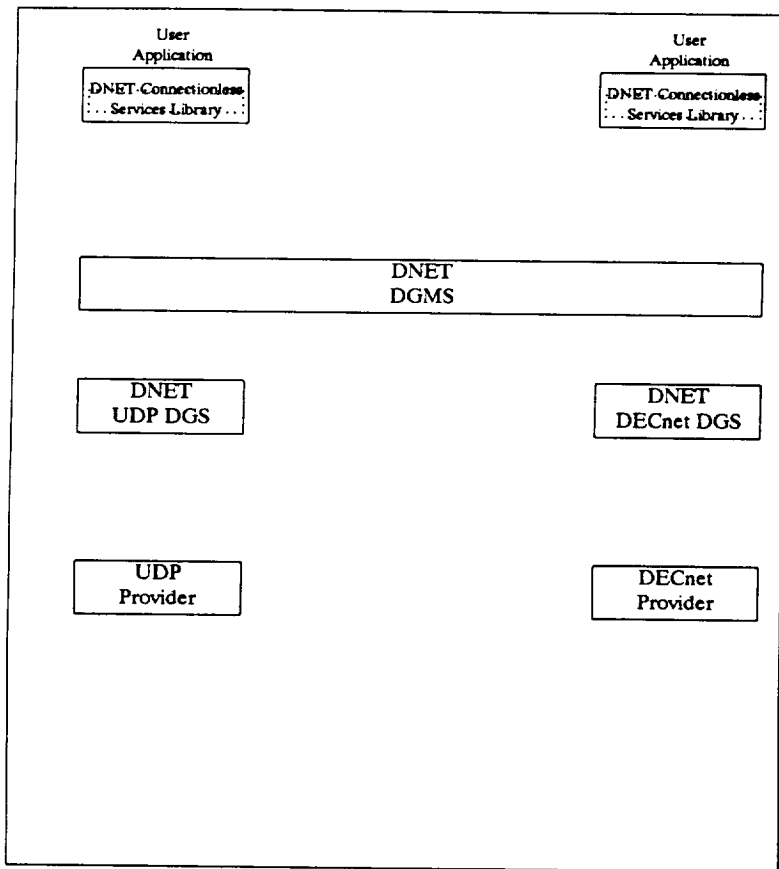 User
Application
DNET Connectionless
Services Library
User
Application
DNET Connectionless
Services Library
DNET
DGMS
DNET
UDP DGS
DNET
DECnet DGS
UDP
Provider
DECnet
Provider